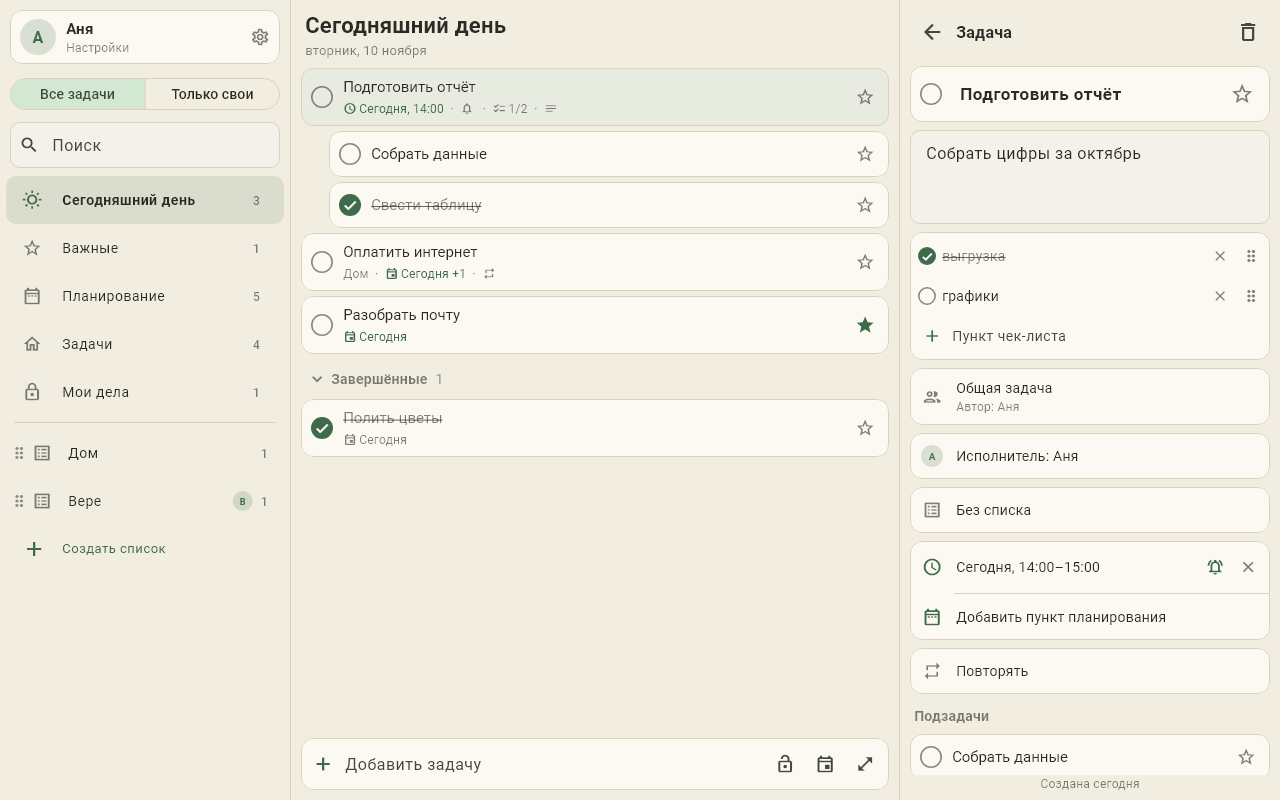 А
Аня
Настройки
Все задачи
Только свои
Поиск
Сегодняшний день
3
Важные
1
Планирование
5
Задачи
4
Мои дела
1
Дом
1
Вере
В
1
Создать список
Сегодняшний день
вторник, 10 ноября
Подготовить отчёт
Сегодня, 14:00 · · 1/2 ·
Собрать данные
Свести таблицу
Оплатить интернет
Дом · Сегодня +1 ·
Разобрать почту
Сегодня
Завершённые 1
Полить цветы
Сегодня
Добавить задачу
Задача
Подготовить отчёт
Собрать цифры за октябрь
выгрузка
графики
Пункт чек-листа
Общая задача
Автор: Аня
А
Исполнитель: Аня
Без списка
Сегодня, 14:00–15:00
Добавить пункт планирования
Повторять
Подзадачи
Собрать данные
Создана сегодня